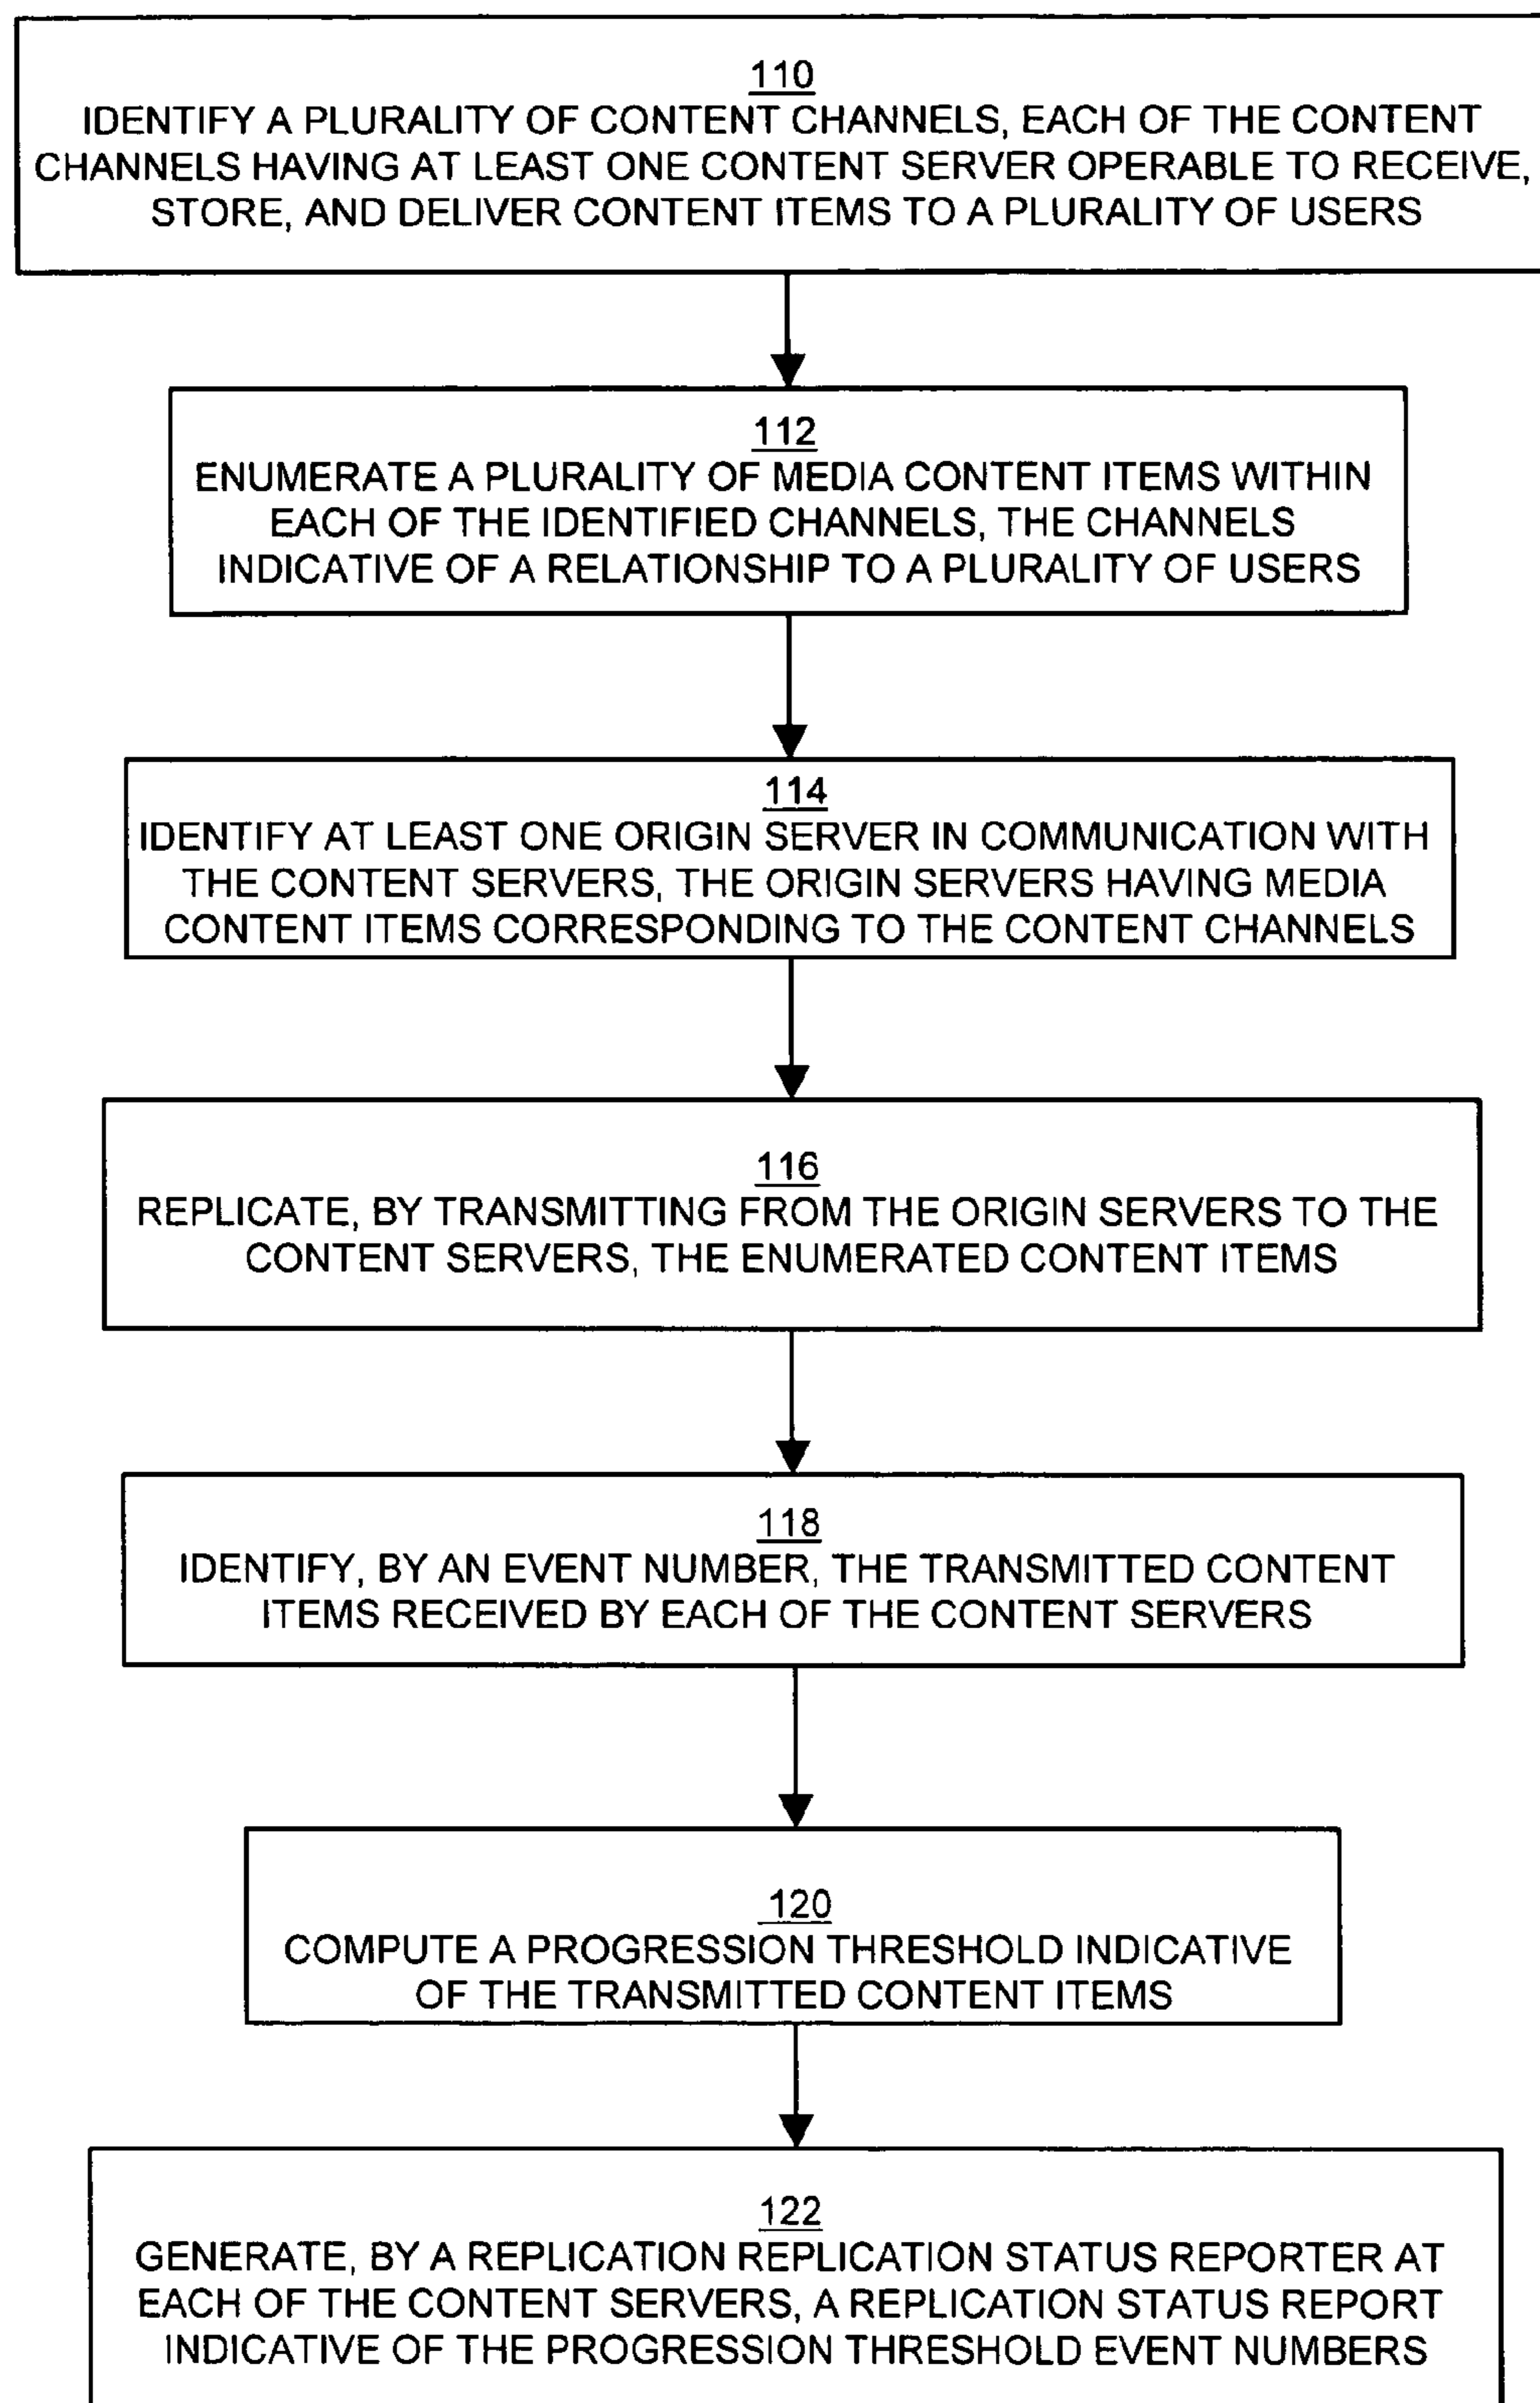 110
IDENTIFY A PLURALITY OF CONTENT CHANNELS, EACH OF THE CONTENT
CHANNELS HAVING AT LEAST ONE CONTENT SERVER OPERABLE TO RECEIVE,
STORE, AND DELIVER CONTENT ITEMS TO A PLURALITY OF USERS
112
ENUMERATE A PLURALITY OF MEDIA CONTENT ITEMS WITHIN
EACH OF THE IDENTIFIED CHANNELS, THE CHANNELS
INDICATIVE OF A RELATIONSHIP TO A PLURALITY OF USERS
114
IDENTIFY AT LEAST ONE ORIGIN SERVER IN COMMUNICATION WITH
THE CONTENT SERVERS, THE ORIGIN SERVERS HAVING MEDIA
CONTENT ITEMS CORRESPONDING TO THE CONTENT CHANNELS
116
REPLICATE, BY TRANSMITTING FROM THE ORIGIN SERVERS TO THE
CONTENT SERVERS, THE ENUMERATED CONTENT ITEMS
118
IDENTIFY, BY AN EVENT NUMBER, THE TRANSMITTED CONTENT
ITEMS RECEIVED BY EACH OF THE CONTENT SERVERS
120
COMPUTE A PROGRESSION THRESHOLD INDICATIVE
OF THE TRANSMITTED CONTENT ITEMS
122
GENERATE, BY A REPLICATION REPLICATION STATUS REPORTER AT
EACH OF THE CONTENT SERVERS, A REPLICATION STATUS REPORT
INDICATIVE OF THE PROGRESSION THRESHOLD EVENT NUMBERS